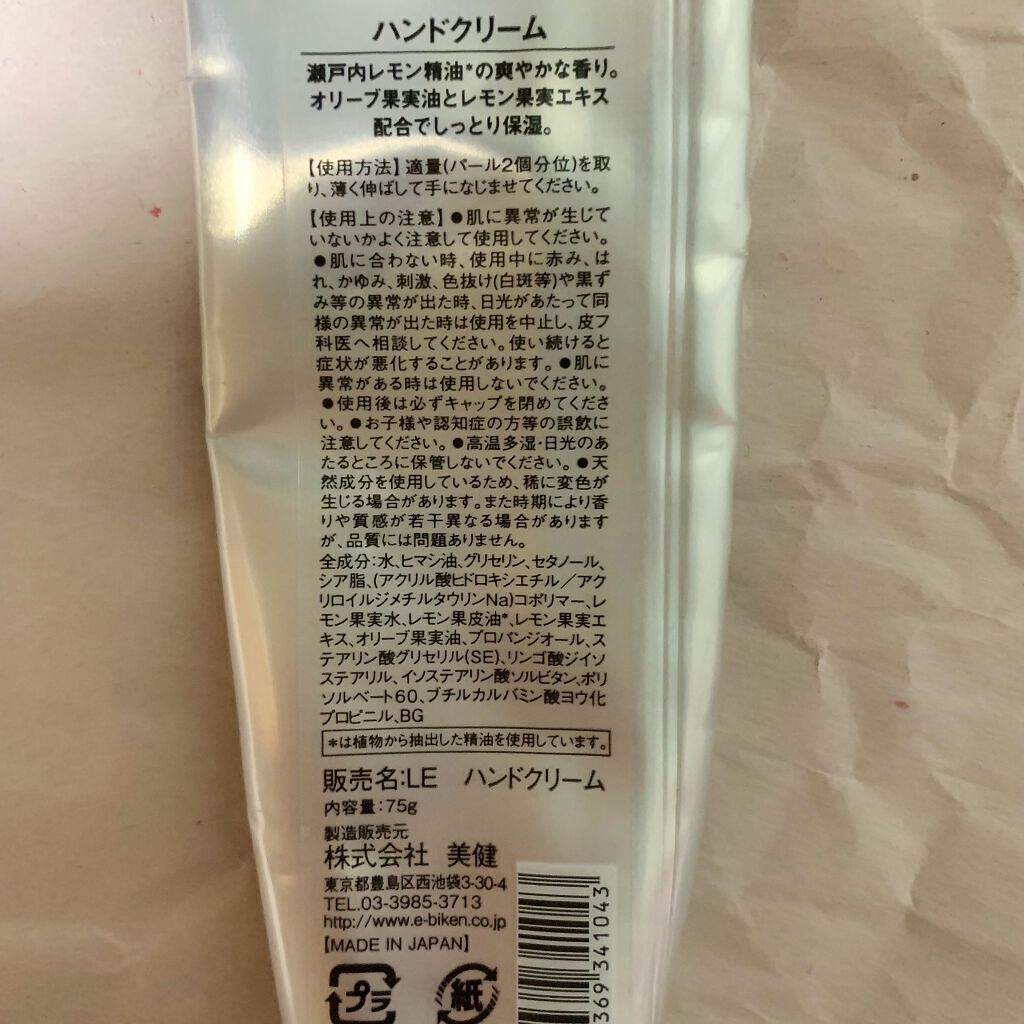 ハンドクリーム
瀬戸内レモン精油*の爽やかな香り。
オリーブ果実油とレモン果実エキス
配合でしっとり保湿。
【使用方法】適量(パール2個分位)を取
り、薄く伸ばして手になじませてください。
【使用上の注意】●肌に異常が生じて
いないかよく注意して使用してください。
●肌に合わない時、使用中に赤み、は
れ、かゆみ、刺激、色抜け(白斑等)や黒ず
み等の異常が出た時、日光があたって同
様の異常が出た時は使用を中止し、皮フ
科医へ相談してください。使い続けると
症状が悪化することがあります。●肌に
異常がある時は使用しないでください。
●使用後は必ずキャップを閉めてくださ
い。●お子様や認知症の方等の誤飲に
注意してください。●高温多湿・日光のあ
たるところに保管しないでください。●天
然成分を使用しているため、稀に変色が
生じる場合があります。また時期により香
りや質感が若干異なる場合があります
が、品質には問題ありません。
全成分:水、ヒマシ油、グリセリン、セタノール、
シア脂、(アクリル酸ヒドロキシエチル／アク
リロイルジメチルタウリンNa)コポリマー、レ
モン果実水、レモン果皮油*、レモン果実エ
キス、オリーブ果実油、プロパンジオール、ス
テアリン酸グリセリル(SE)、リンゴ酸ジイソ
ステアリル、イソステアリン酸ソルビタン、ポリ
ソルベート60、ブチルカルバミン酸ヨウ化
プロピニル、BG
*は植物から抽出した精油を使用しています。
販売名:LE ハンドクリーム
内容量:75g
製造販売元
株式会社 美健
東京都豊島区西池袋3-30-4
TEL.03-3985-3713
http://www.e-biken.co.jp
【MADE IN JAPAN】
プラ
紙
369341043